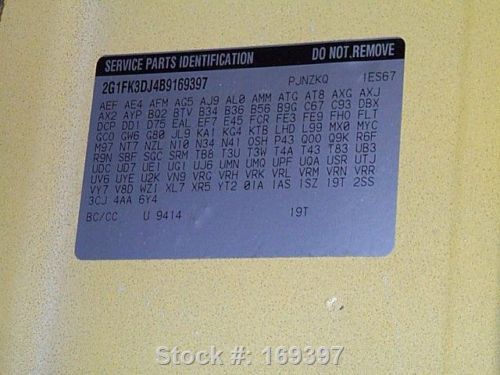 SERVICE PARTS IDENTIFICATION DO NOT REMOVE
2G1FK3DJ4B9169397 PJNZKQ 1ES67
AEF AE4 AFM AG5 AJ9 AL0 AMM ATG AT8 AXG AXJ
AX2 AYP BQ2 BTV B34 B36 B56 B9G C67 C93 DBX
DCP DD1 D75 EAL EF7 E45 FCR FE3 FE9 FHO FLT
GCO GW6 G80 JL9 KA1 KG4 KTB LHD L99 MX0 MYC
M97 NT7 NZL N10 N34 N41 OSH P43 QO0 Q9K R6F
R9N SBF SGC SRM TB8 T3U T3W T4A T43 T83 UB3
UDC UD7 UE1 UG1 UJ6 UMN UMQ UPF UQA USR UTJ
UV6 UYE U2K VN9 VRG VRH VRK VRL VRM VRN VRR
VY7 V8D WZ1 XL7 XR5 YT2 01A 1AS 1SZ 19T 2SS
3CJ 4AA 6Y4
BC/CC U 9414 19T
Stock #: 169397